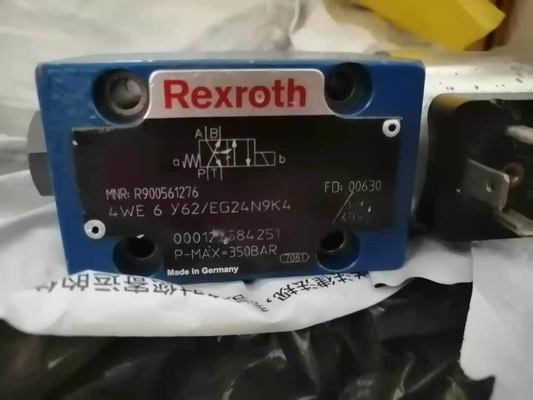 Rexroth
A B
a b
P T
MNR: R900561276
FD: 00630
4WE 6 Y62/EG24N9K4
P-MAX=350BAR
7081
Made in Germany